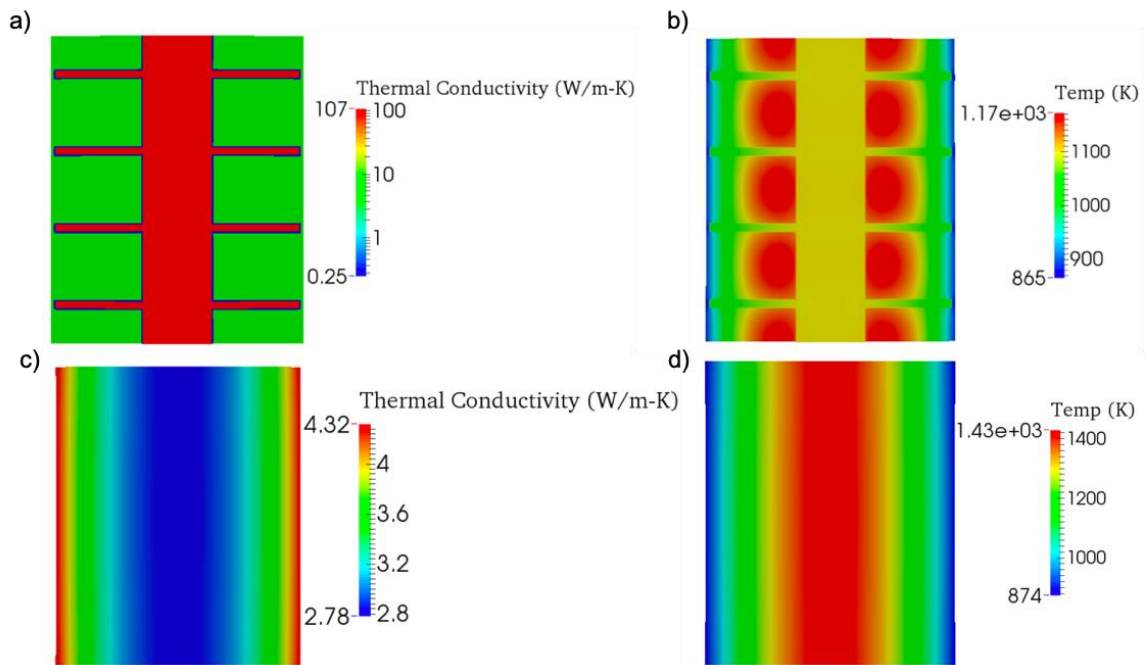 a)
Thermal Conductivity (W/m-K)
107
100
10
1
0.25
b)
Temp (K)
1.17e+03
1100
1000
900
865
c)
Thermal Conductivity (W/m-K)
4.32
4
3.6
3.2
2.8
2.78
d)
Temp (K)
1.43e+03
1400
1200
1000
874